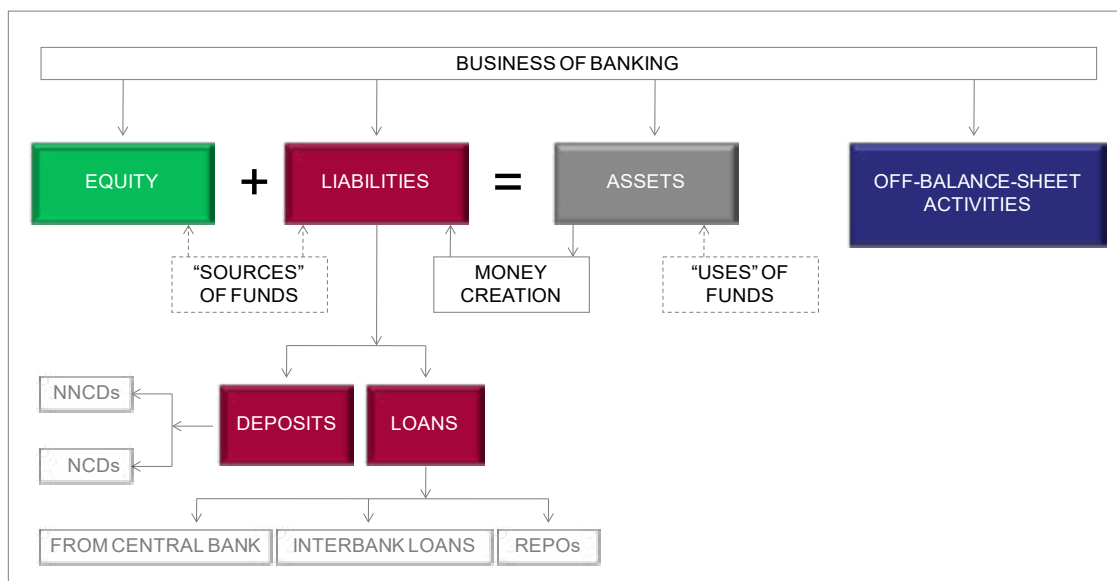 BUSINESS OF BANKING
EQUITY
+
LIABILITIES
=
ASSETS
OFF-BALANCE-SHEET
ACTIVITIES
“SOURCES”
OF FUNDS
MONEY
CREATION
“USES” OF
FUNDS
NNCDs
NCDs
DEPOSITS
LOANS
FROM CENTRAL BANK
INTERBANK LOANS
REPOs